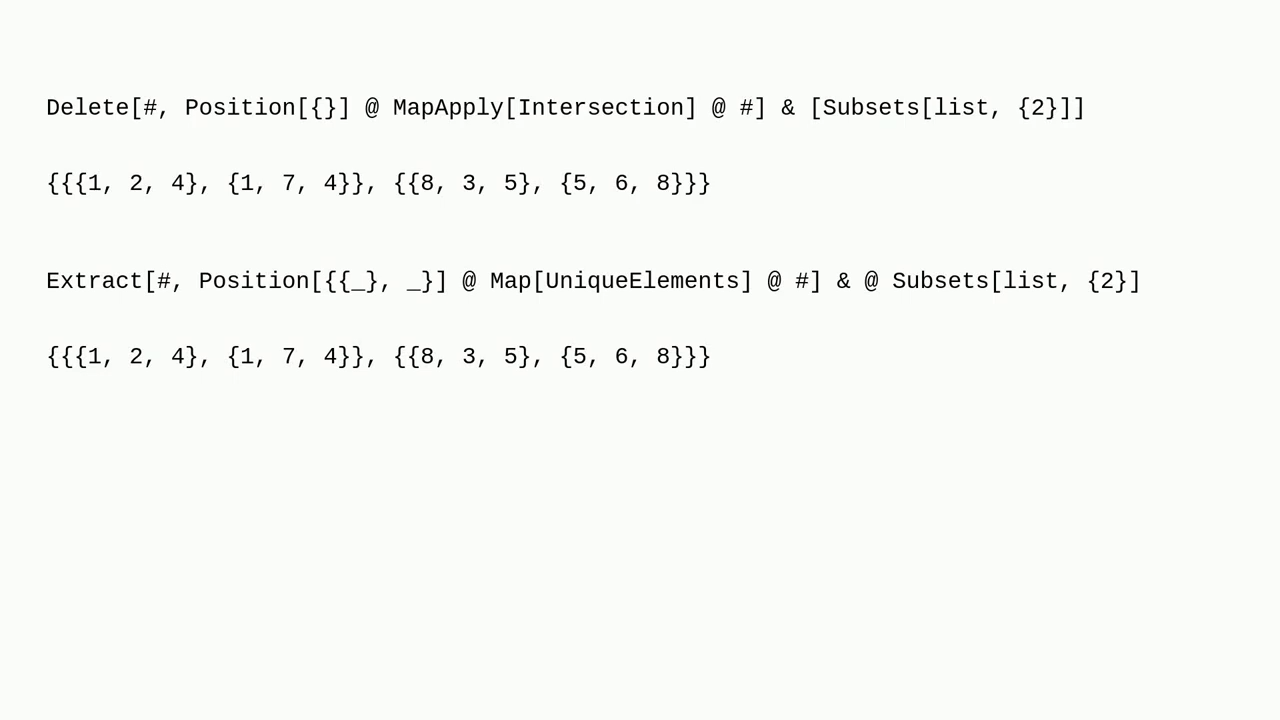 Delete[#, Position[{}] @ MapApply[Intersection] @ #] & [Subsets[list, {2}]]
{{{1, 2, 4}, {1, 7, 4}}, {{8, 3, 5}, {5, 6, 8}}}
Extract[#, Position[{{_}, _}] @ Map[UniqueElements] @ #] & @ Subsets[list, {2}]
{{{1, 2, 4}, {1, 7, 4}}, {{8, 3, 5}, {5, 6, 8}}}